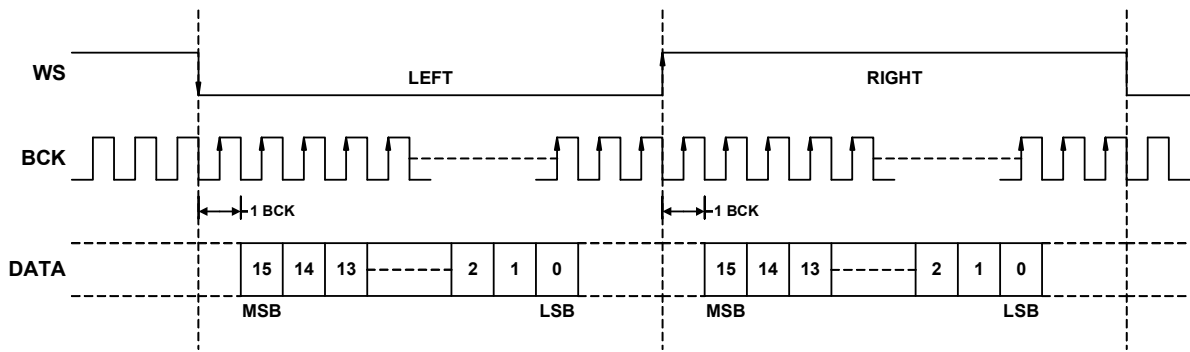 WS
LEFT
RIGHT
BCK
1 BCK
1 BCK
DATA
15 14 13 2 1 0
15 14 13 2 1 0
MSB LSB
MSB LSB